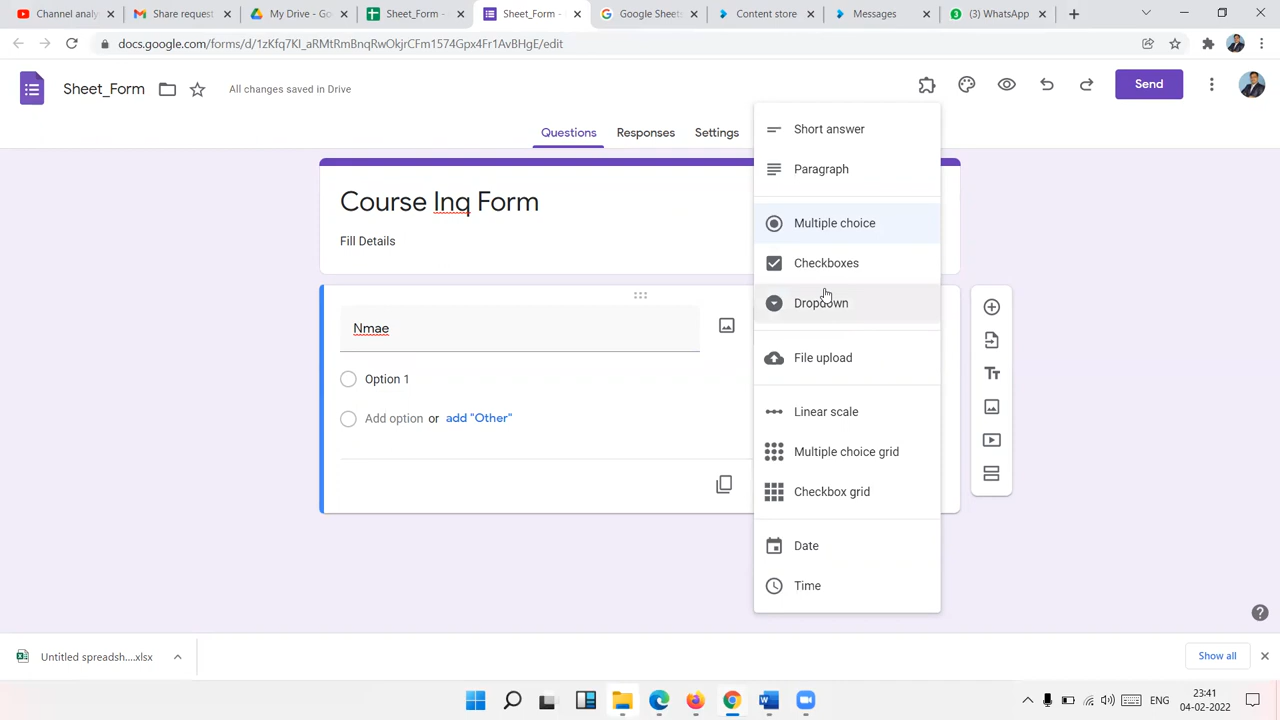 Channel analy
Share request
My Drive - Go
Sheet_Form -
Sheet_Form -
Google Sheets
Content store
Messages
(3) WhatsApp
docs.google.com/forms/d/1zKfq7Kl_aRMtRmBnqRwOkjrCFm1574Gpx4Fr1AvBHgE/edit
Sheet_Form
All changes saved in Drive
Send
Questions
Responses
Settings
Course Inq Form
Fill Details
Nmae
Option 1
Add option or add "Other"
Short answer
Paragraph
Multiple choice
Checkboxes
Dropdown
File upload
Linear scale
Multiple choice grid
Checkbox grid
Date
Time
Untitled spreadsh....xlsx
Show all
ENG
23:41
04-02-2022